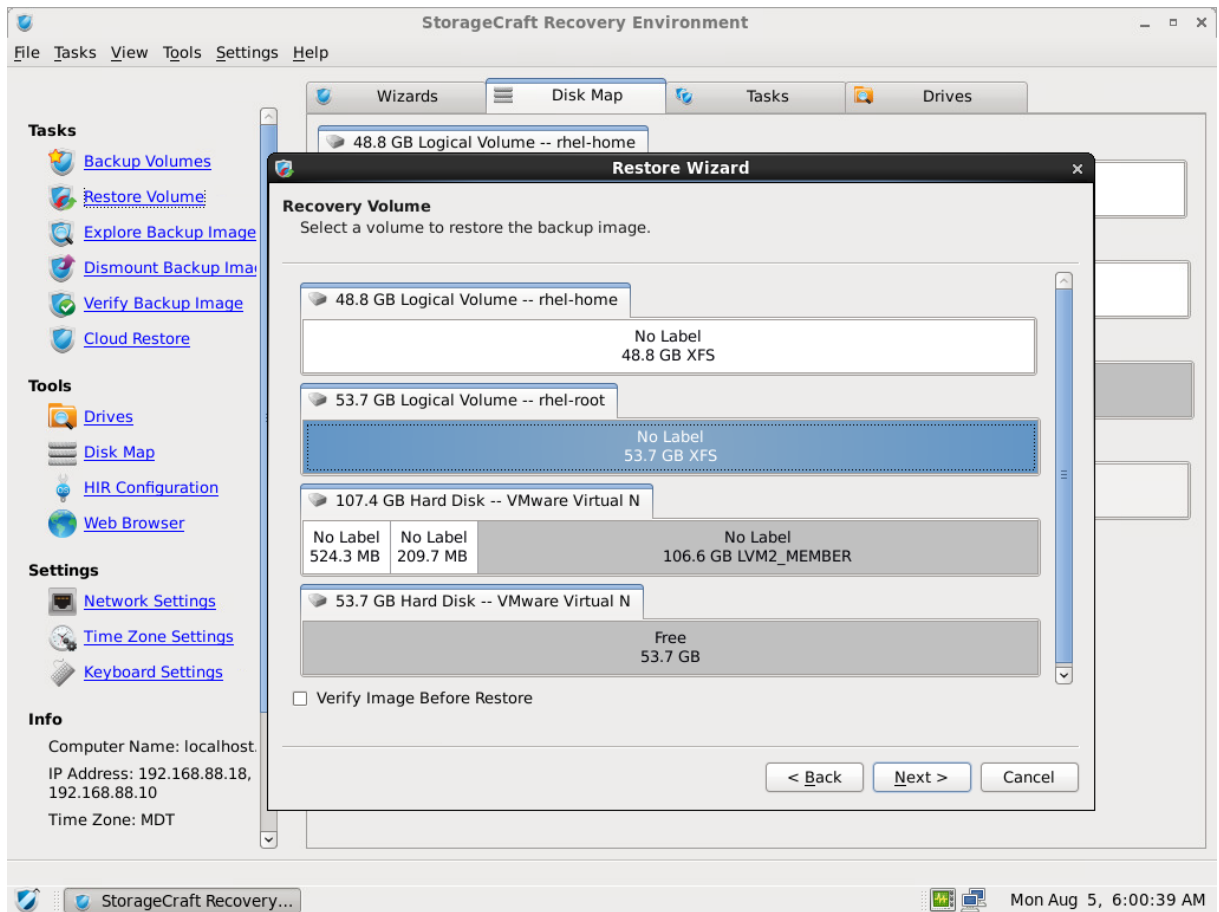 StorageCraft Recovery Environment
File Tasks View Tools Settings Help
Wizards Disk Map Tasks Drives
Tasks
Backup Volumes
Restore Volume
Explore Backup Image
Dismount Backup Ima
Verify Backup Image
Cloud Restore
Tools
Drives
Disk Map
HIR Configuration
Web Browser
Settings
Network Settings
Time Zone Settings
Keyboard Settings
Info
Computer Name: localhost.
IP Address: 192.168.88.18,
192.168.88.10
Time Zone: MDT
48.8 GB Logical Volume -- rhel-home
Restore Wizard
Recovery Volume
Select a volume to restore the backup image.
48.8 GB Logical Volume -- rhel-home
No Label
48.8 GB XFS
53.7 GB Logical Volume -- rhel-root
No Label
53.7 GB XFS
107.4 GB Hard Disk -- VMware Virtual N
No Label
524.3 MB
No Label
209.7 MB
No Label
106.6 GB LVM2_MEMBER
53.7 GB Hard Disk -- VMware Virtual N
Free
53.7 GB
Verify Image Before Restore
< Back Next > Cancel
StorageCraft Recovery...
Mon Aug 5, 6:00:39 AM